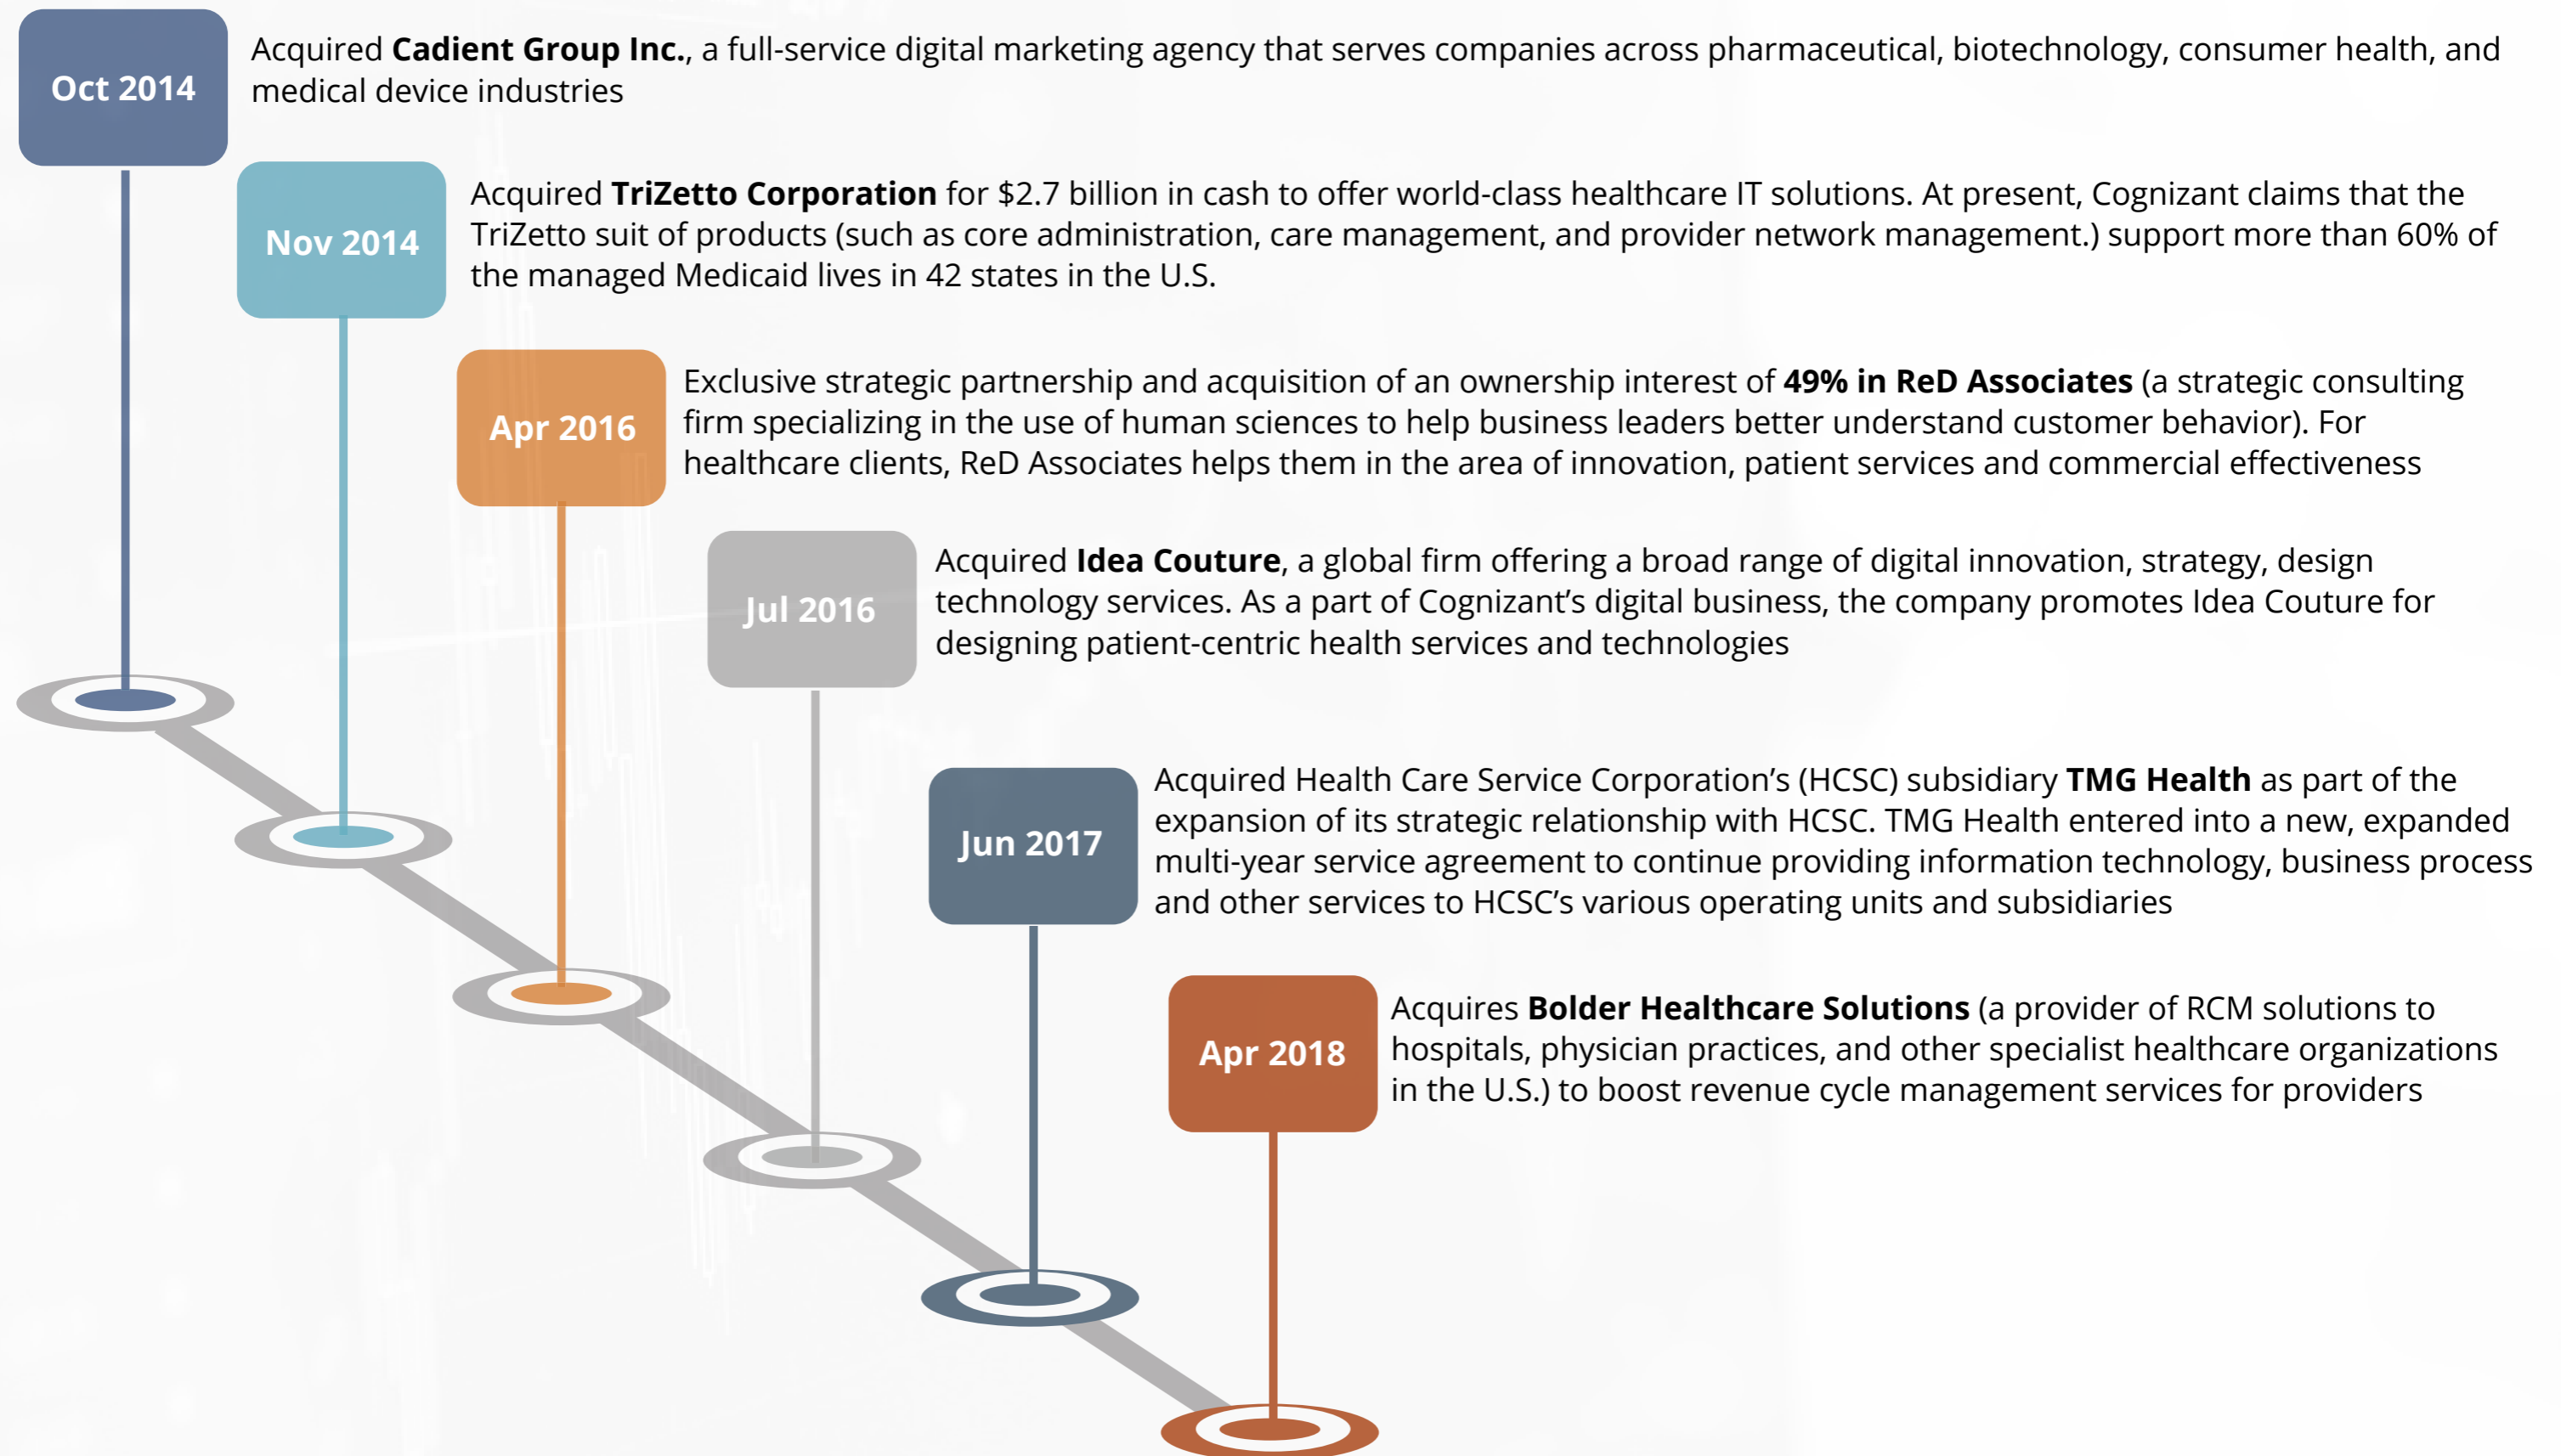 Oct 2014
Acquired Cadient Group Inc., a full-service digital marketing agency that serves companies across pharmaceutical, biotechnology, consumer health, and
medical device industries
Nov 2014
Acquired TriZetto Corporation for $2.7 billion in cash to offer world-class healthcare IT solutions. At present, Cognizant claims that the
TriZetto suit of products (such as core administration, care management, and provider network management.) support more than 60% of
the managed Medicaid lives in 42 states in the U.S.
Apr 2016
Exclusive strategic partnership and acquisition of an ownership interest of 49% in ReD Associates (a strategic consulting
firm specializing in the use of human sciences to help business leaders better understand customer behavior). For
healthcare clients, ReD Associates helps them in the area of innovation, patient services and commercial effectiveness
Jul 2016
Acquired Idea Couture, a global firm offering a broad range of digital innovation, strategy, design
technology services. As a part of Cognizant’s digital business, the company promotes Idea Couture for
designing patient-centric health services and technologies
Jun 2017
Acquired Health Care Service Corporation’s (HCSC) subsidiary TMG Health as part of the
expansion of its strategic relationship with HCSC. TMG Health entered into a new, expanded
multi-year service agreement to continue providing information technology, business process
and other services to HCSC’s various operating units and subsidiaries
Apr 2018
Acquires Bolder Healthcare Solutions (a provider of RCM solutions to
hospitals, physician practices, and other specialist healthcare organizations
in the U.S.) to boost revenue cycle management services for providers